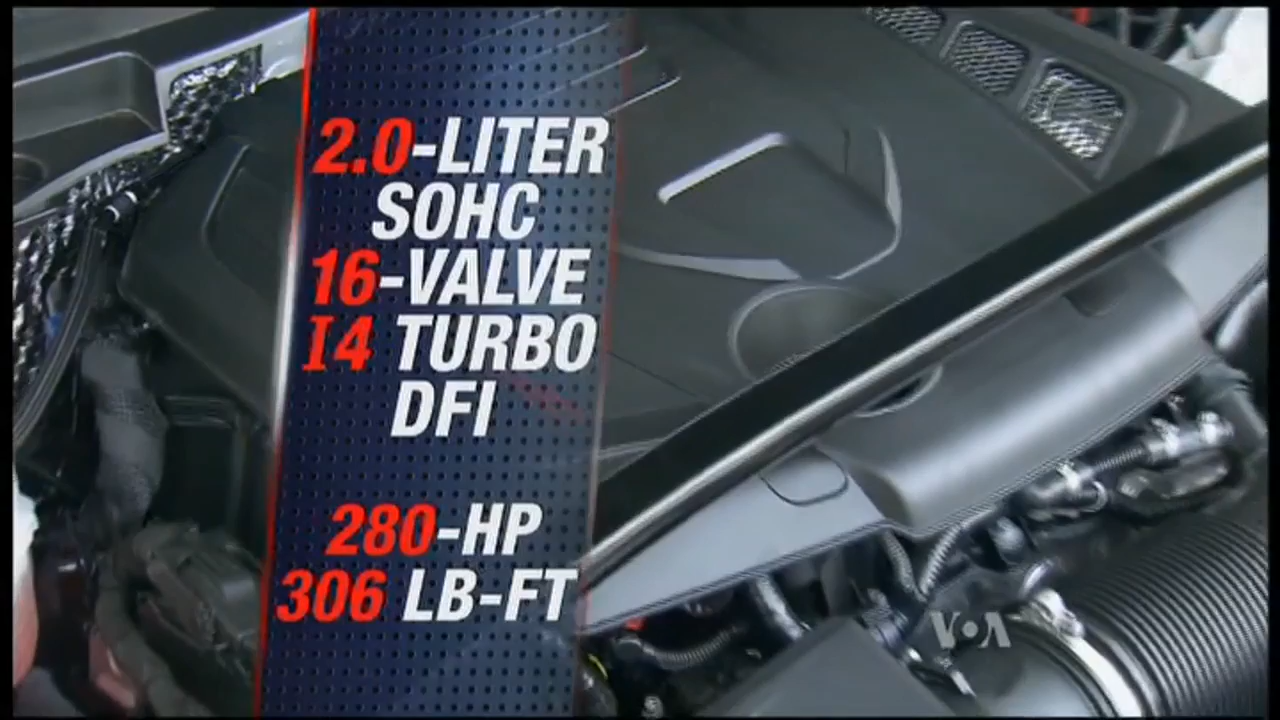 2.0-LITER
SOHC
16-VALVE
I4 TURBO
DFI
280-HP
306 LB-FT
VOA